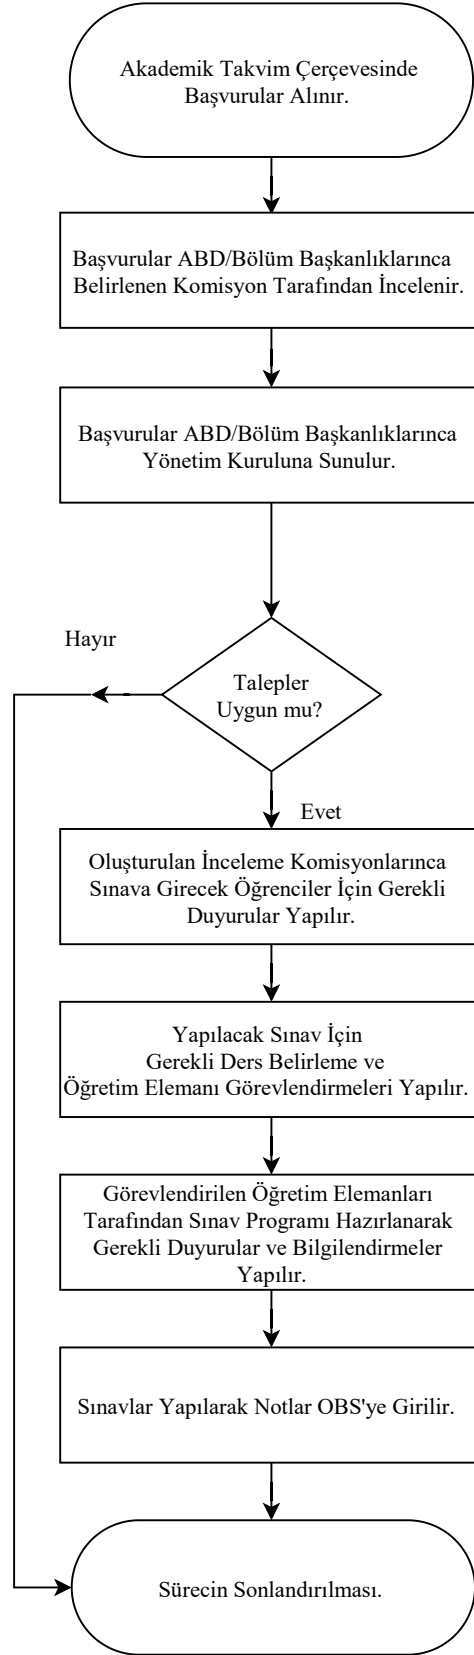 Akademik Takvim Çerçevesinde
Başvurular Alınır.
Başvurular ABD/Bölüm Başkanlıklarınca
Belirlenen Komisyon Tarafından İncelenir.
Başvurular ABD/Bölüm Başkanlıklarınca
Yönetim Kuruluna Sunulur.
Hayır
Talepler
Uygun mu?
Evet
Oluşturulan İnceleme Komisyonlarınca
Sınava Girecek Öğrenciler İçin Gerekli
Duyurular Yapılır.
Yapılacak Sınav İçin
Gerekli Ders Belirleme ve
Öğretim Elemanı Görevlendirmeleri Yapılır.
Görevlendirilen Öğretim Elemanları
Tarafından Sınav Programı Hazırlanarak
Gerekli Duyurular ve Bilgilendirmeler
Yapılır.
Sınavlar Yapılarak Notlar OBS'ye Girilir.
Sürecin Sonlandırılması.